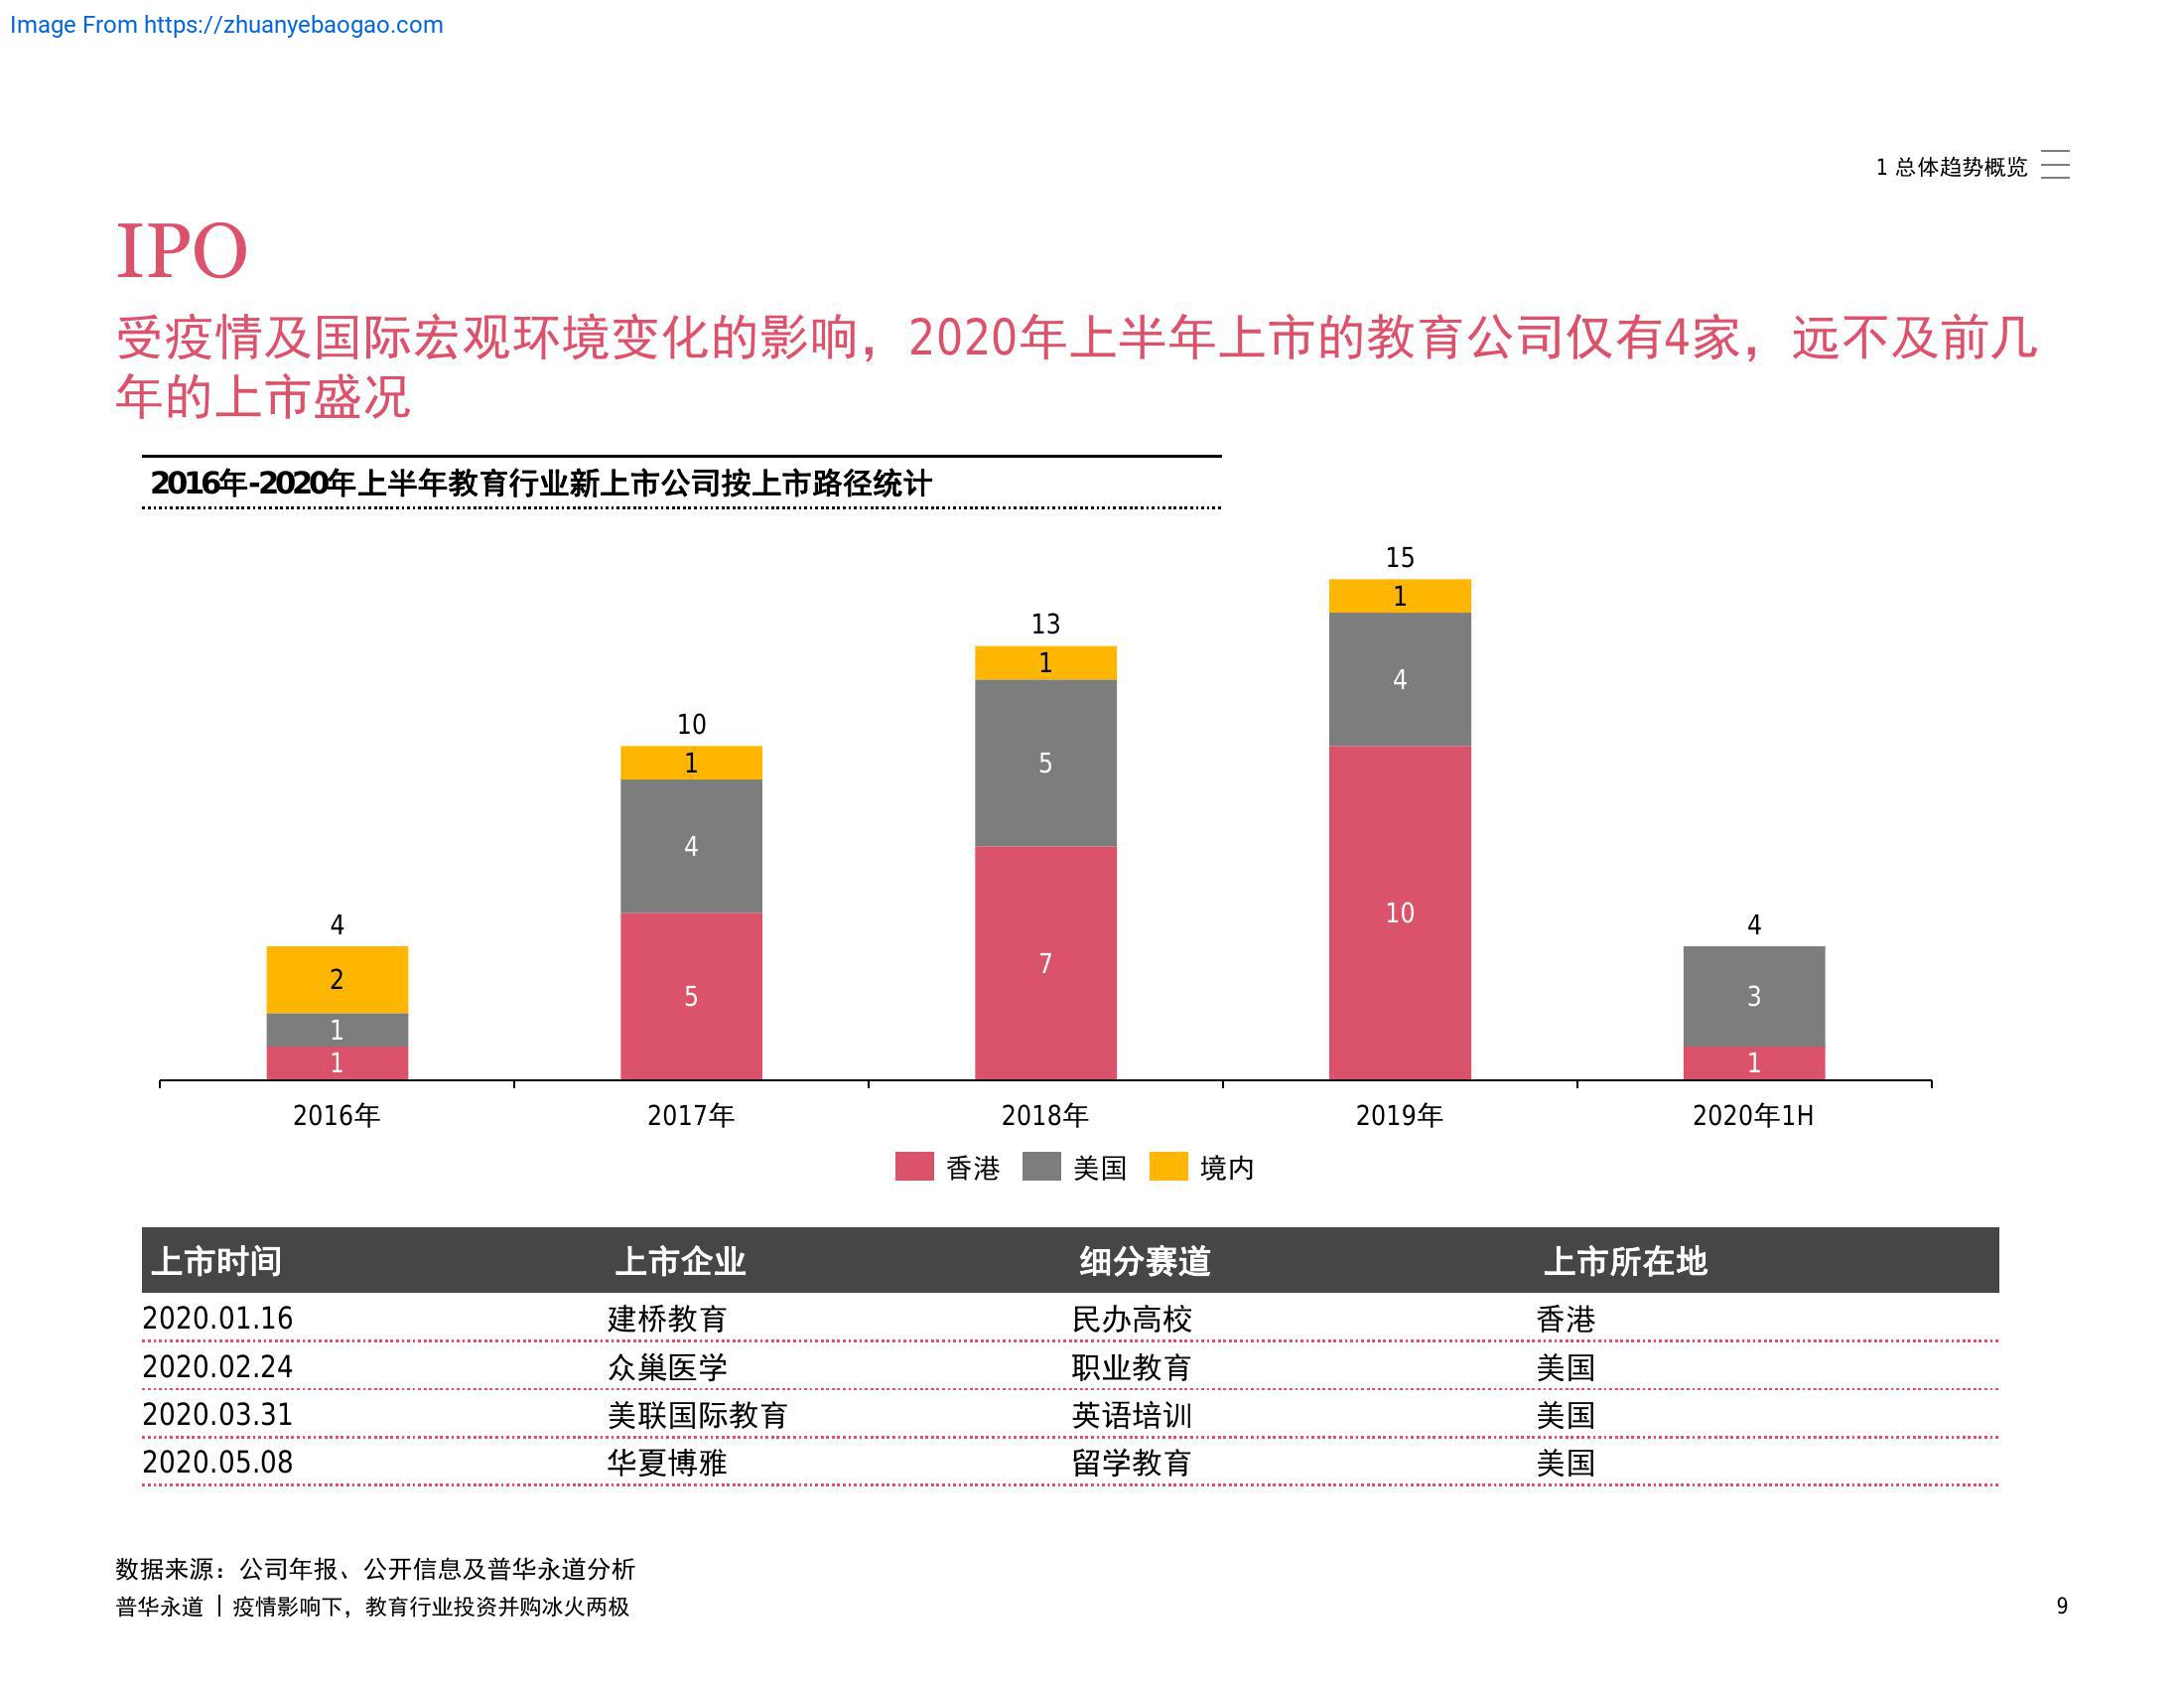 Image From https://zhuanyebaogao.com
1 总体趋势概览
IPO
受疫情及国际宏观环境变化的影响，2020年上半年上市的教育公司仅有4家，远不及前几
年的上市盛况
2016年-2020年上半年教育行业新上市公司按上市路径统计
4
2
1
1
10
1
4
5
13
1
5
7
15
1
4
10
4
3
1
2016年 2017年 2018年 2019年 2020年1H
香港 美国 境内
上市时间 上市企业 细分赛道 上市所在地
2020.01.16 建桥教育 民办高校 香港
2020.02.24 众巢医学 职业教育 美国
2020.03.31 美联国际教育 英语培训 美国
2020.05.08 华夏博雅 留学教育 美国
数据来源：公司年报、公开信息及普华永道分析
普华永道 | 疫情影响下，教育行业投资并购冰火两极
9